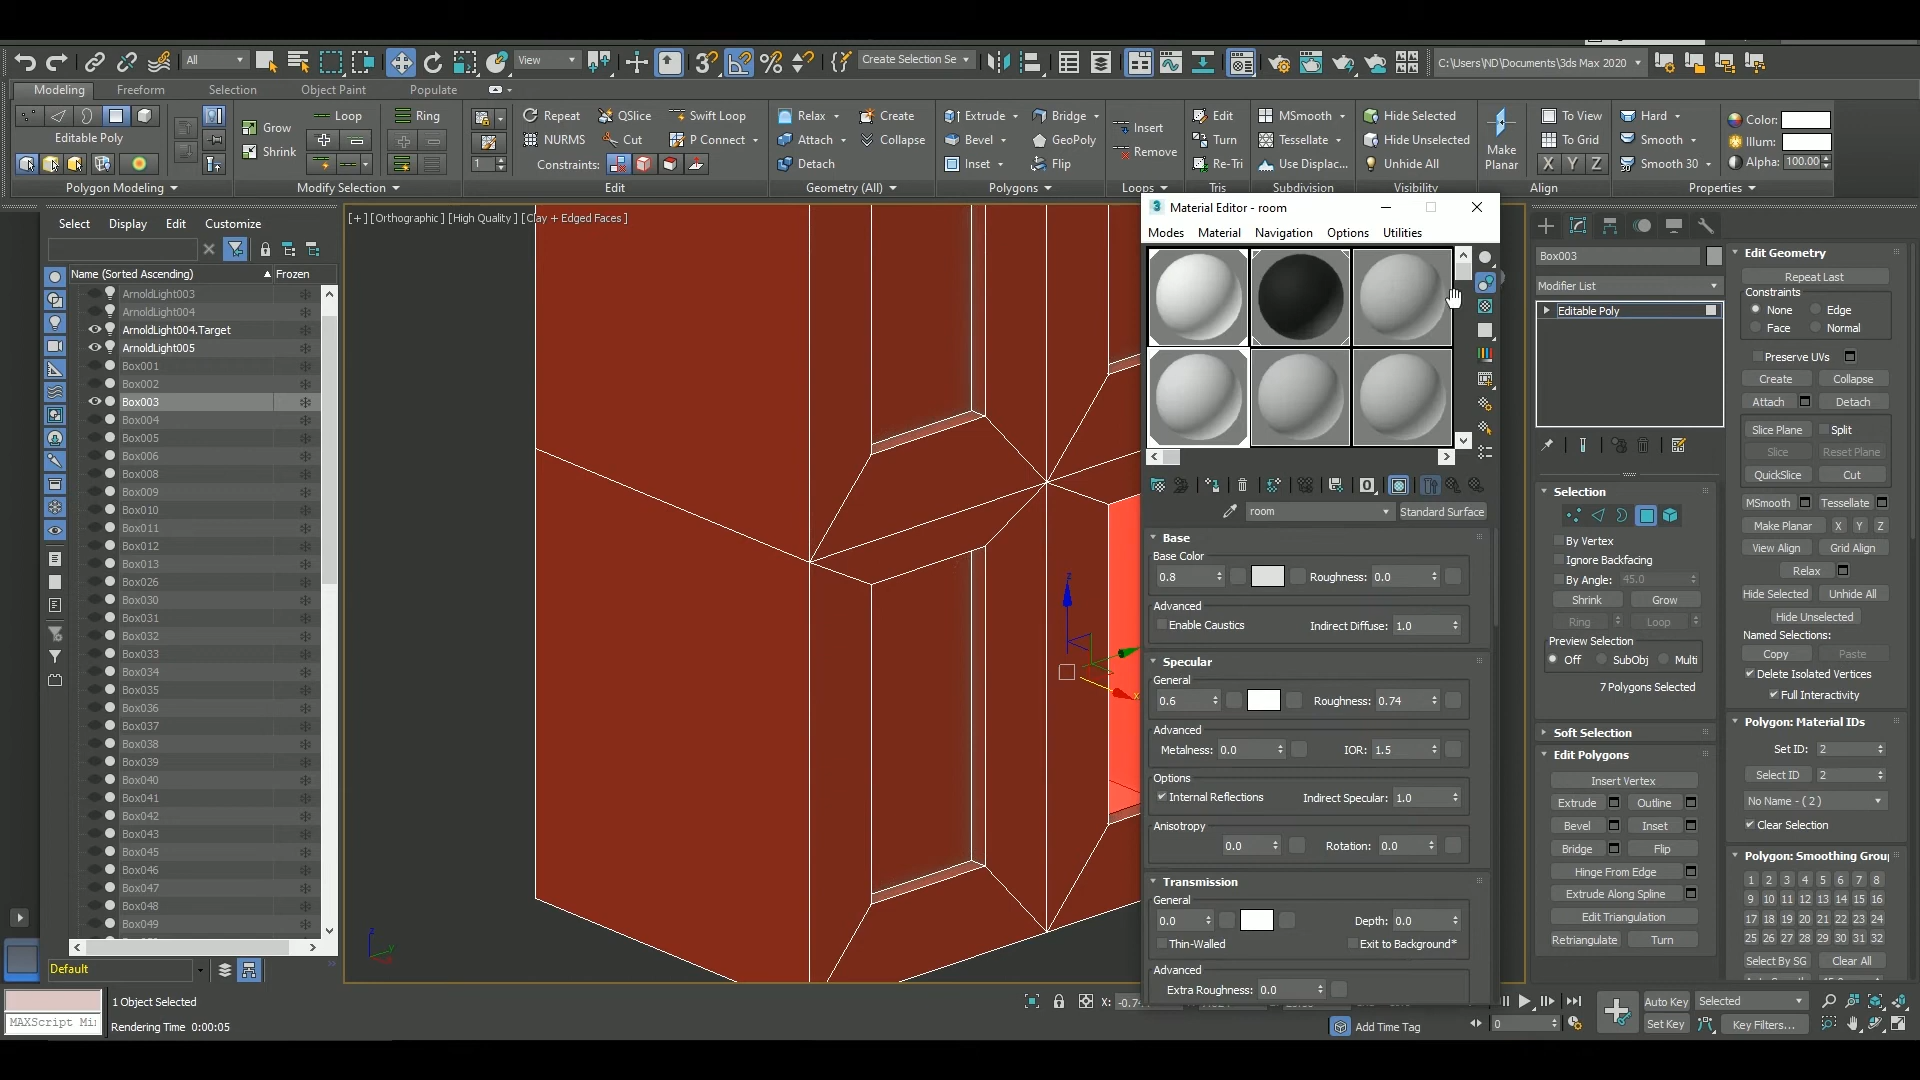 All
View
Create Selection Se
C:\Users\ND\Documents\3ds Max 2020
Modeling
Freeform
Selection
Object Paint
Populate
Editable Poly
Polygon Modeling
Grow
Shrink
Loop
Ring
Modify Selection
1
Repeat
QSlice
Swift Loop
NURMS
Cut
P Connect
Constraints:
Edit
Relax
Create
Attach
Collapse
Detach
Geometry (All)
Extrude
Bridge
Bevel
GeoPoly
Inset
Flip
Polygons
Insert
Remove
Loops
Edit
Turn
Re-Tri
Tris
MSmooth
Tessellate
Use Displac...
Subdivision
Hide Selected
Hide Unselected
Unhide All
Visibility
Make
Planar
To View
To Grid
X Y Z
Align
Hard
Smooth
Smooth 30
Color:
Illum:
Alpha: 100.00
Properties
Select
Display
Edit
Customize
Name (Sorted Ascending)
Frozen
ArnoldLight003
ArnoldLight004
ArnoldLight004.Target
ArnoldLight005
Box001
Box002
Box003
Box004
Box005
Box006
Box008
Box009
Box010
Box011
Box012
Box013
Box026
Box030
Box031
Box032
Box033
Box034
Box035
Box036
Box037
Box038
Box039
Box040
Box041
Box042
Box043
Box045
Box046
Box047
Box048
Box049
Default
[+] [Orthographic] [High Quality] [Clay + Edged Faces]
z
x
z
y
3 Material Editor - room
Modes
Material
Navigation
Options
Utilities
0
room
Standard Surface
Base
Base Color
0.8
Roughness: 0.0
Advanced
Enable Caustics
Indirect Diffuse: 1.0
Specular
General
0.6
Roughness: 0.74
Advanced
Metalness: 0.0
IOR: 1.5
Options
Internal Reflections
Indirect Specular: 1.0
Anisotropy
0.0
Rotation: 0.0
Transmission
General
0.0
Depth: 0.0
Thin-Walled
Exit to Background*
Advanced
Extra Roughness: 0.0
Box003
Modifier List
Editable Poly
Selection
By Vertex
Ignore Backfacing
By Angle: 45.0
Shrink
Grow
Ring
Loop
Preview Selection
Off
SubObj
Multi
7 Polygons Selected
Soft Selection
Edit Polygons
Insert Vertex
Extrude
Outline
Bevel
Inset
Bridge
Flip
Hinge From Edge
Extrude Along Spline
Edit Triangulation
Retriangulate
Turn
Edit Geometry
Repeat Last
Constraints
None
Edge
Face
Normal
Preserve UVs
Create
Collapse
Attach
Detach
Slice Plane
Split
Slice
Reset Plane
QuickSlice
Cut
MSmooth
Tessellate
Make Planar
X Y Z
View Align
Grid Align
Relax
Hide Selected
Unhide All
Hide Unselected
Named Selections:
Copy
Paste
Delete Isolated Vertices
Full Interactivity
Polygon: Material IDs
Set ID: 2
Select ID
2
No Name - ( 2 )
Clear Selection
Polygon: Smoothing Grou
1 2 3 4 5 6 7 8
9 10 11 12 13 14 15 16
17 18 19 20 21 22 23 24
25 26 27 28 29 30 31 32
Select By SG
Clear All
1 Object Selected
MAXScript Mi
Rendering Time 0:00:05
X:
Add Time Tag
0
Auto Key
Selected
Set Key
Key Filters...